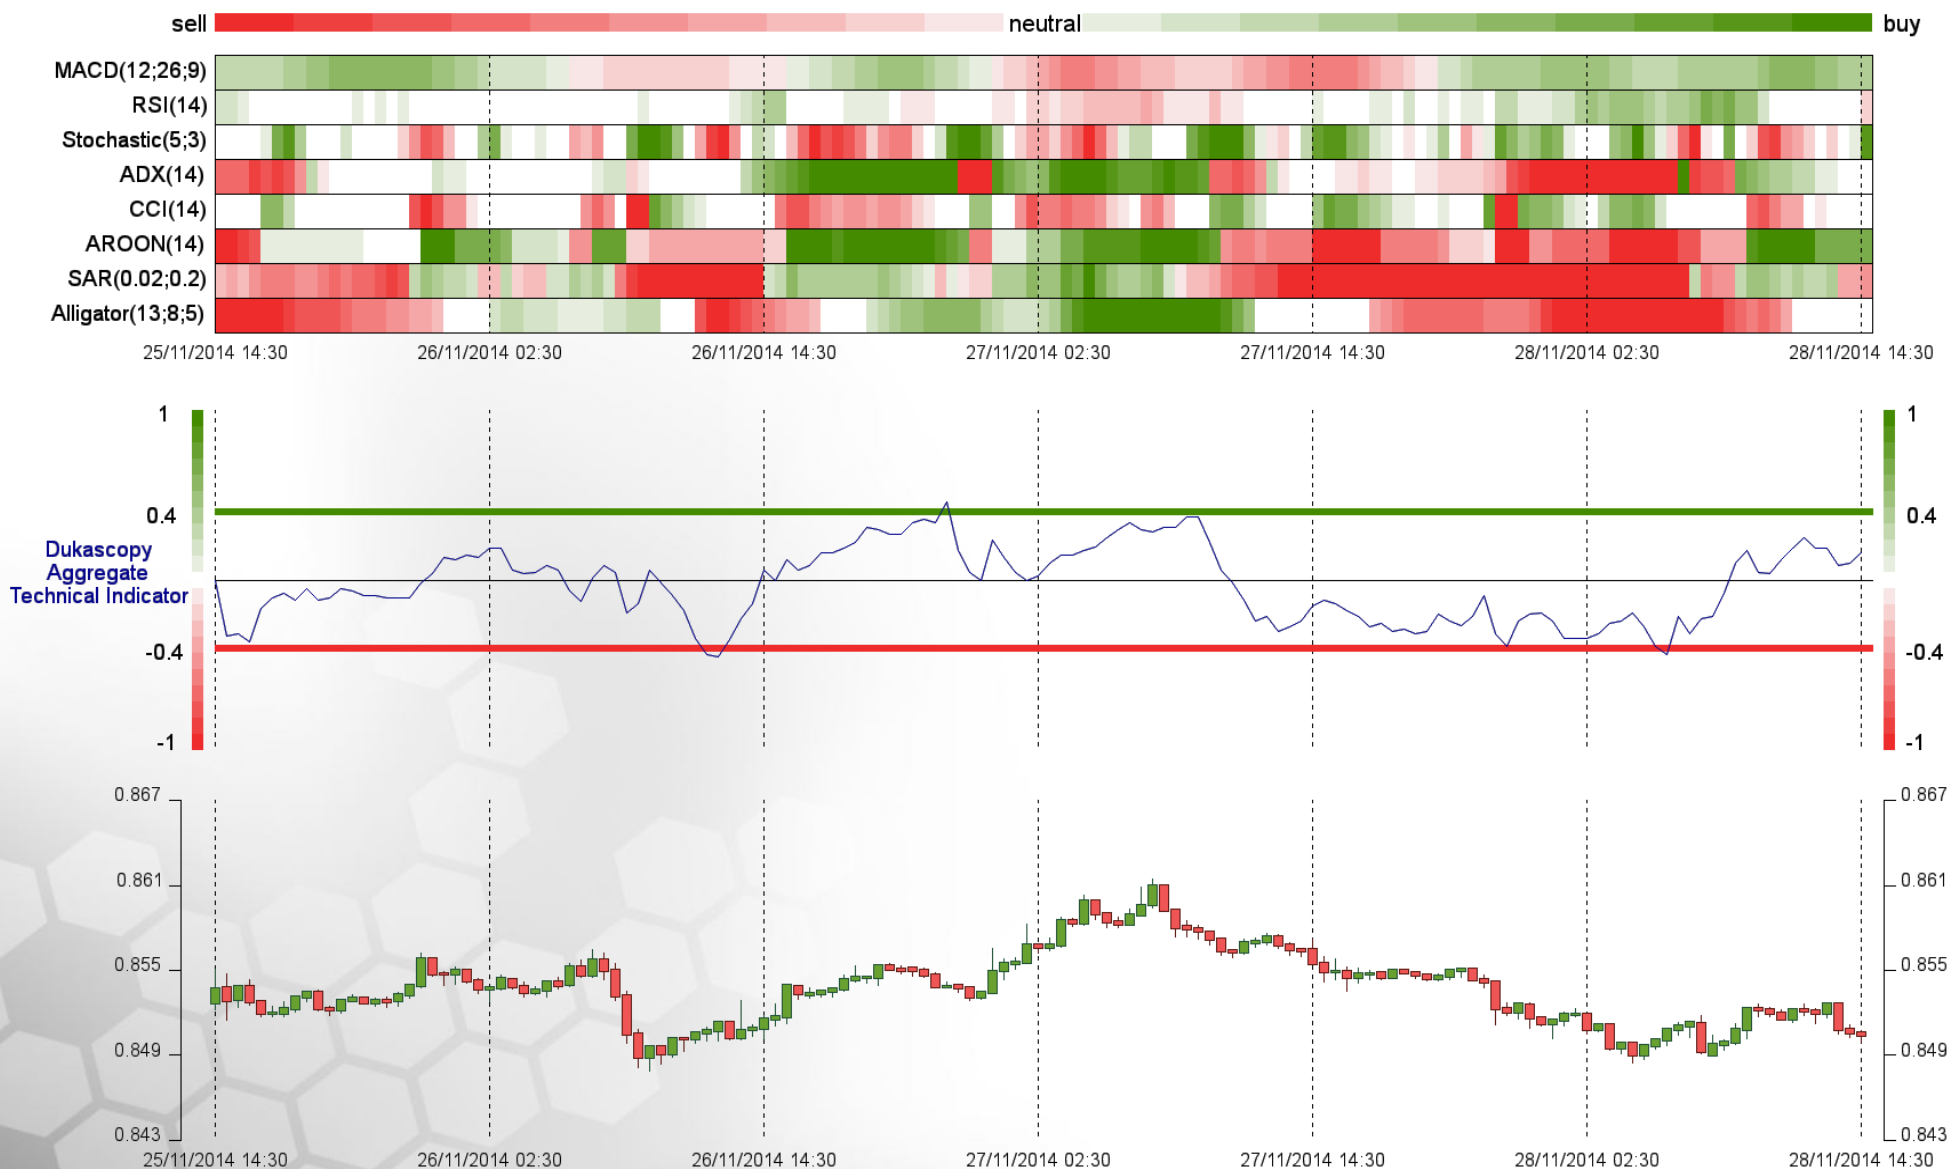 sell neutral buy
MACD(12;26;9)
RSI(14)
Stochastic(5;3)
ADX(14)
CCI(14)
AROON(14)
SAR(0.02;0.2)
Alligator(13;8;5)
25/11/2014 14:30 26/11/2014 02:30 26/11/2014 14:30 27/11/2014 02:30 27/11/2014 14:30 28/11/2014 02:30 28/11/2014 14:30
1 1
0.4 0.4
Dukascopy
Aggregate
Technical Indicator
-0.4 -0.4
-1 -1
0.867 0.867
0.861 0.861
0.855 0.855
0.849 0.849
0.843 0.843
25/11/2014 14:30 26/11/2014 02:30 26/11/2014 14:30 27/11/2014 02:30 27/11/2014 14:30 28/11/2014 02:30 28/11/2014 14:30